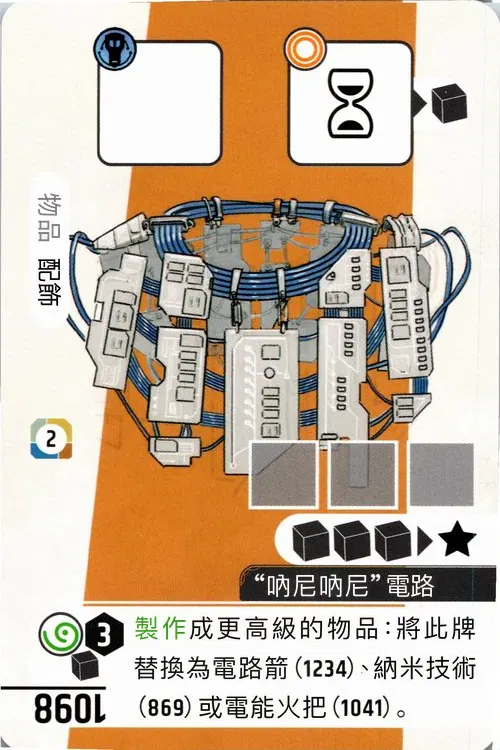 物品 配飾
2
“吶尼吶尼”電路
3
製作成更高級的物品：將此牌
替換為電路箭(1234)、納米技術
(869)或電能火把(1041)。
1098